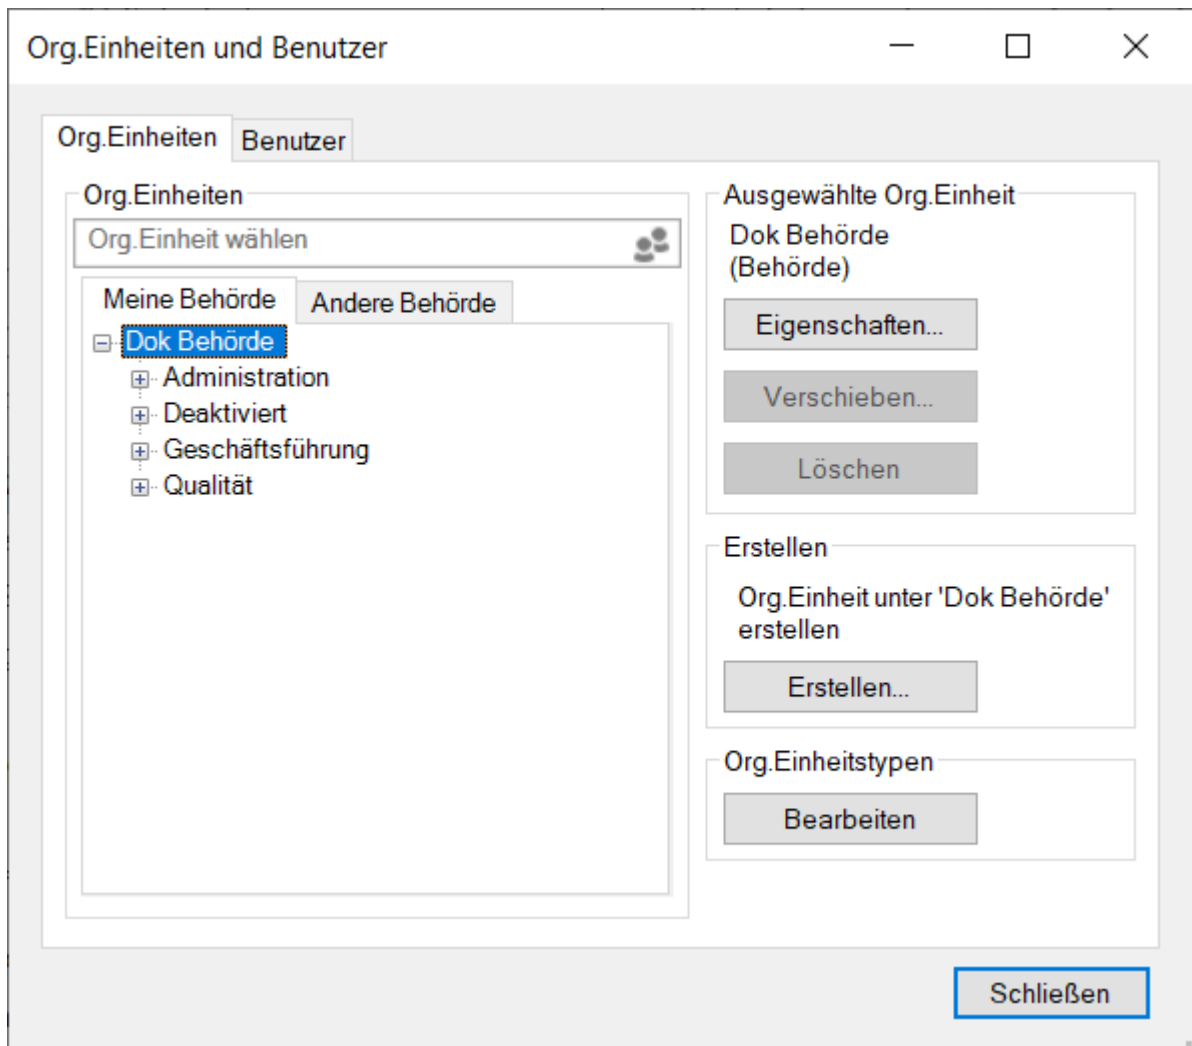 Org.Einheiten und Benutzer
Org.Einheiten
Benutzer
Org.Einheiten
Org.Einheit wählen
Meine Behörde
Andere Behörde
Dok Behörde
Administration
Deaktiviert
Geschäftsführung
Qualität
Ausgewählte Org.Einheit
Dok Behörde
(Behörde)
Eigenschaften...
Verschieben...
Löschen
Erstellen
Org.Einheit unter 'Dok Behörde'
erstellen
Erstellen...
Org.Einheitstypen
Bearbeiten
Schließen